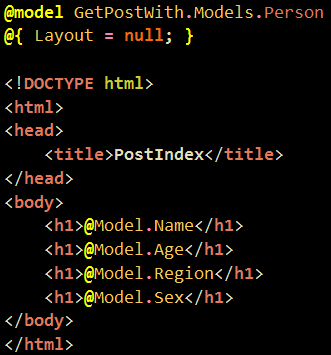 @model GetPostWith.Models.Person
@{ Layout = null; }
<!DOCTYPE html>
<html>
<head>
    <title>PostIndex</title>
</head>
<body>
    <h1>@Model.Name</h1>
    <h1>@Model.Age</h1>
    <h1>@Model.Region</h1>
    <h1>@Model.Sex</h1>
</body>
</html>